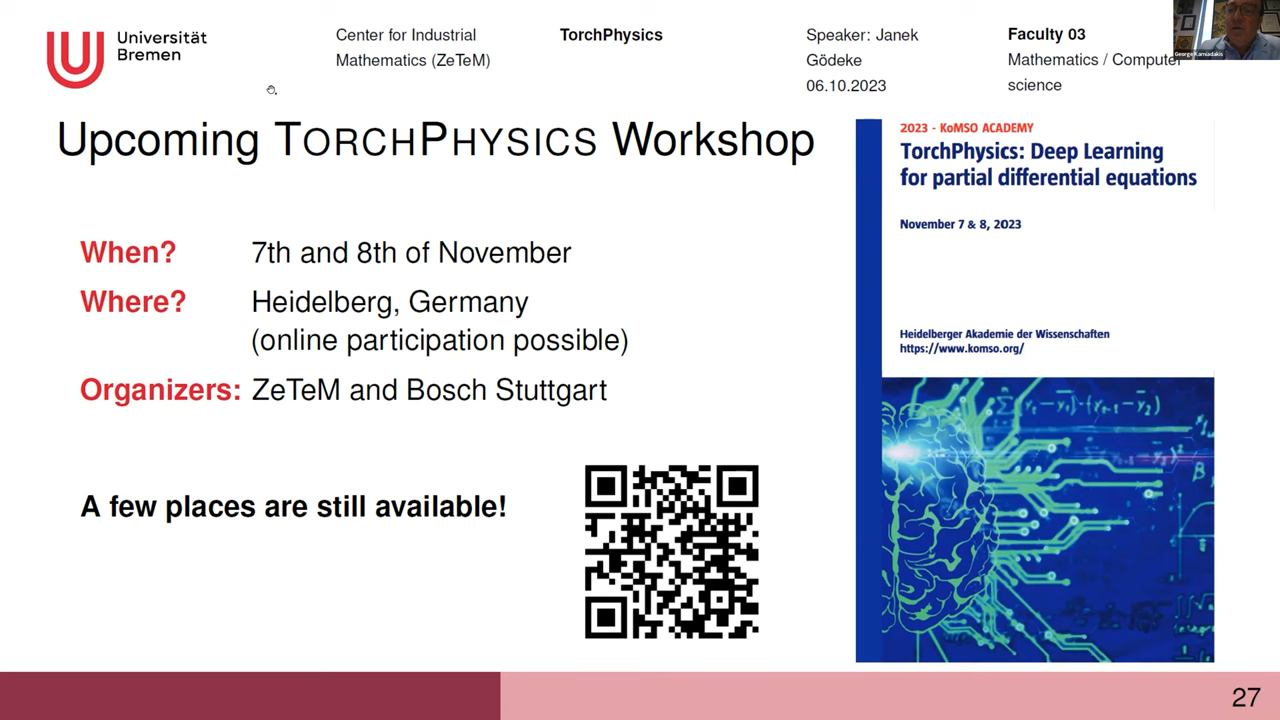 Universität
Bremen
Center for Industrial
Mathematics (ZeTeM)
TorchPhysics
Speaker: Janek
Gödeke
06.10.2023
Faculty 03
Mathematics / Computer
science
George Karniadakis
Upcoming TORCHPHYSICS Workshop
When? 7th and 8th of November
Where? Heidelberg, Germany
(online participation possible)
Organizers: ZeTeM and Bosch Stuttgart
A few places are still available!
2023 - KoMSO ACADEMY
TorchPhysics: Deep Learning
for partial differential equations
November 7 & 8, 2023
Heidelberger Akademie der Wissenschaften
https://www.komso.org/
27